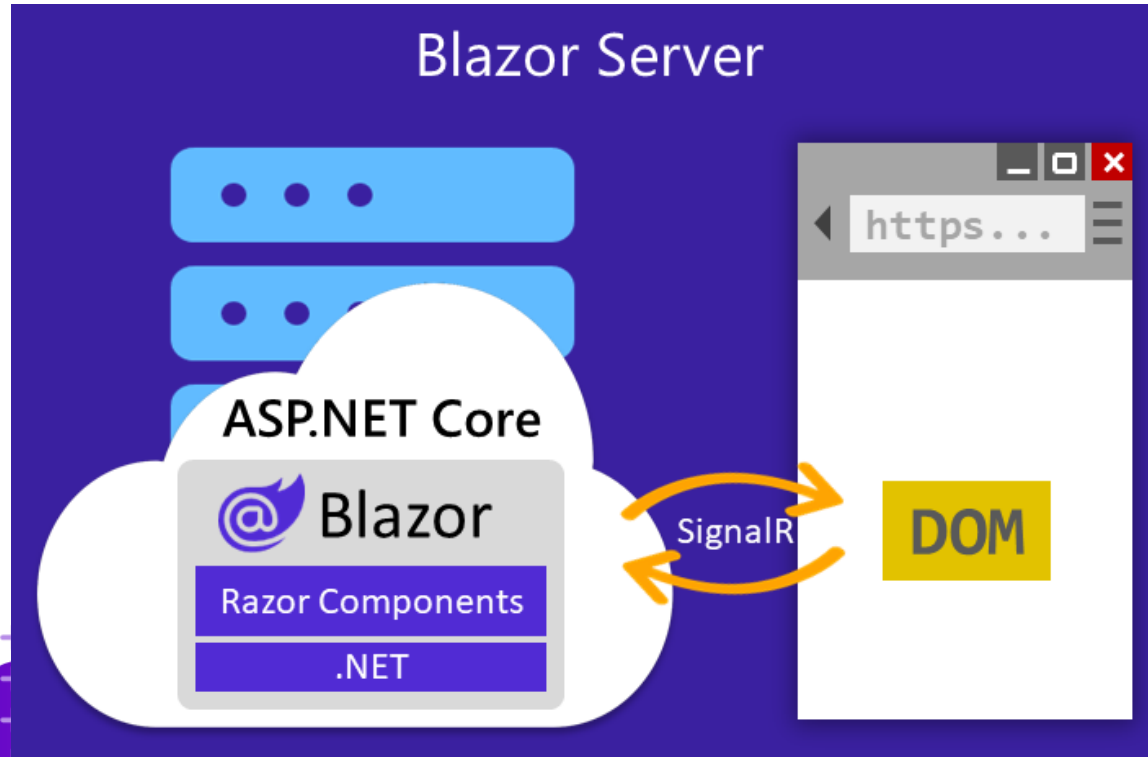 Blazor Server
https...
ASP.NET Core
@ Blazor
Razor Components
.NET
SignalR
DOM